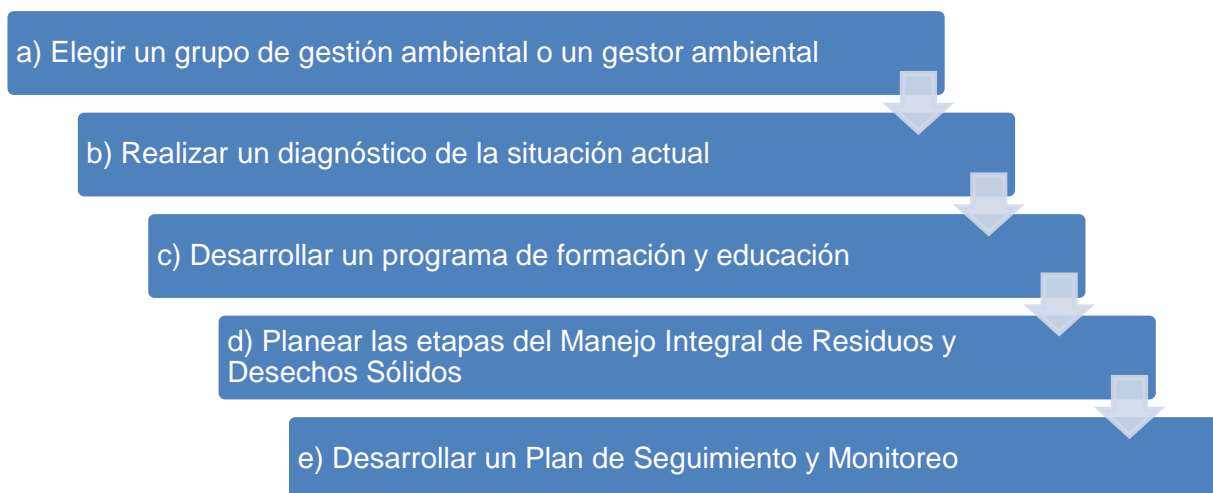 a) Elegir un grupo de gestión ambiental o un gestor ambiental
b) Realizar un diagnóstico de la situación actual
c) Desarrollar un programa de formación y educación
d) Planear las etapas del Manejo Integral de Residuos y
Desechos Sólidos
e) Desarrollar un Plan de Seguimiento y Monitoreo